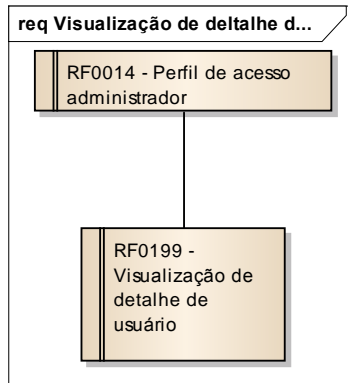 req Visualização de deltalhe d...
RF0014 - Perfil de acesso
administrador
RF0199 -
Visualização de
detalhe de
usuário